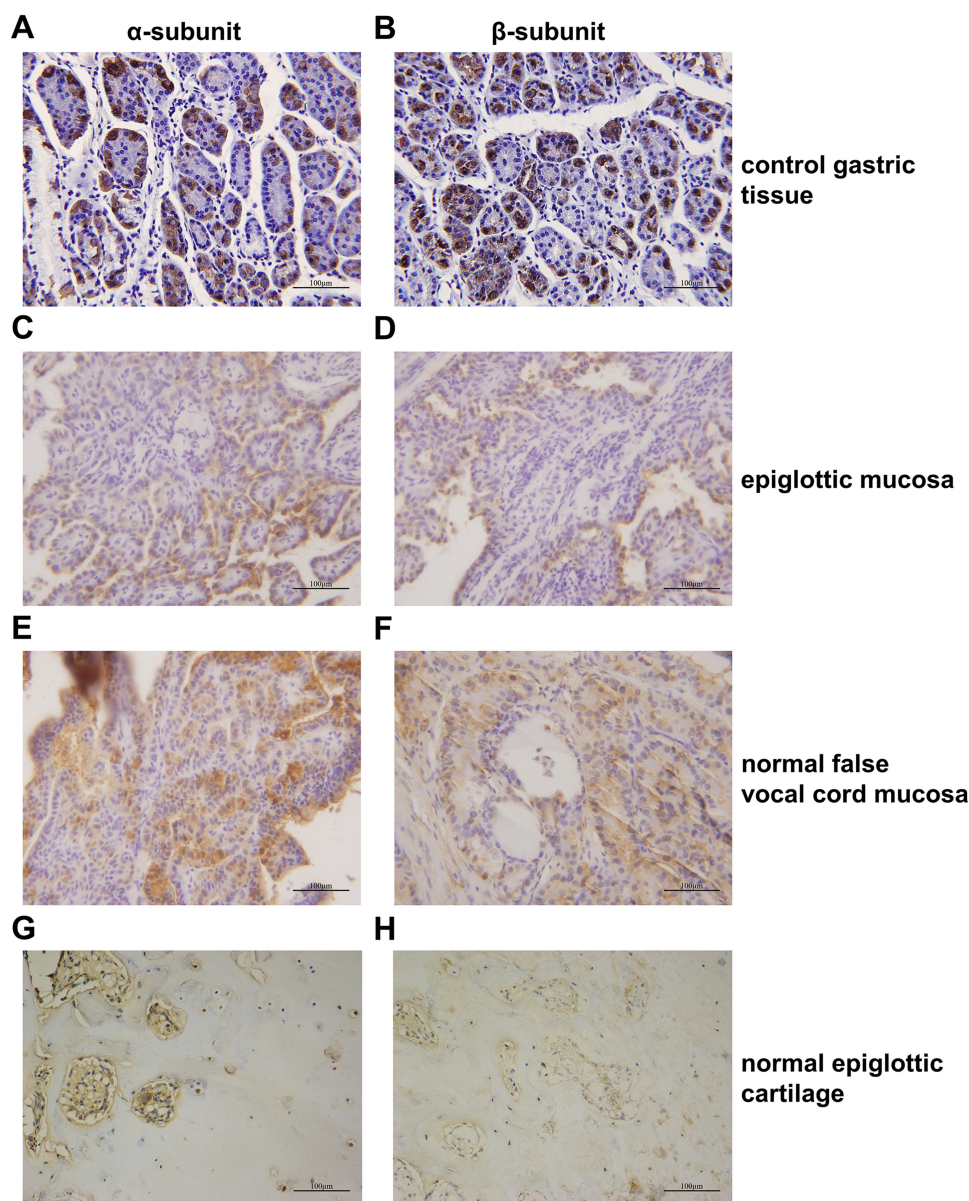 A
α-subunit
B
β-subunit
100μm
100μm
control gastric
tissue
C
D
100μm
100μm
epiglottic mucosa
E
F
100μm
100μm
normal false
vocal cord mucosa
G
H
100μm
100μm
normal epiglottic
cartilage